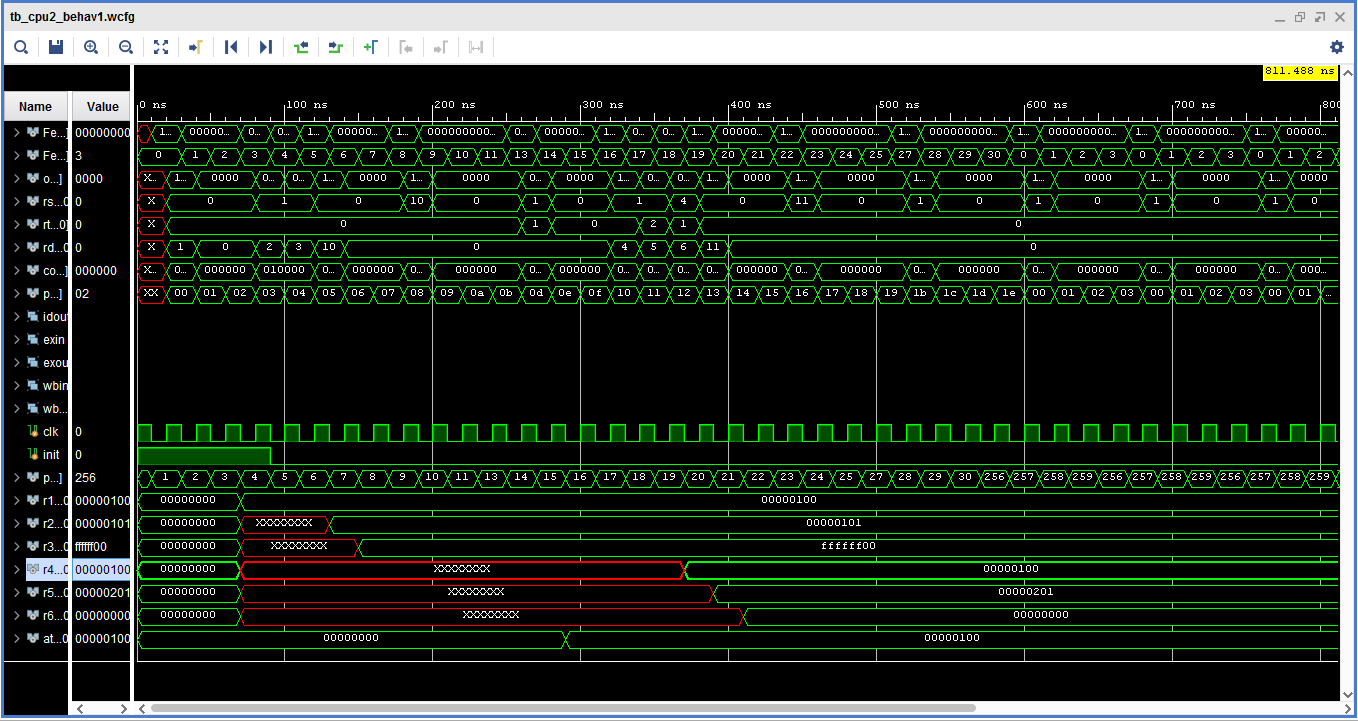 tb_cpu2_behav1.wcfg
811.488 ns
Name Value 0 ns 100 ns 200 ns 300 ns 400 ns 500 ns 600 ns 700 ns 800
Fe...] 00000000 1... 00000... 0... 0... 1... 00000... 1... 000000000... 0... 00000... 1... 0... 0... 1... 00000... 1... 000000000... 1... 000000000... 1... 000000000... 1... 000000000... 1... 00000...
Fe...] 3 0 1 2 3 4 5 6 7 8 9 10 11 13 14 15 16 17 18 19 20 21 22 23 24 25 27 28 29 30 0 1 2 3 0 1 2 3 0 1 2
o...] 0000 X... 1... 0000 0... 0... 1... 0000 1... 0000 0... 0000 1... 0... 0... 1... 0000 1... 0000 1... 0000 1... 0000 1... 0000 1... 0000
rs...0] 0 X 0 1 0 10 0 1 0 1 4 0 11 0 1 0 1 0 1 0 1 0
rt...0] 0 X 0 1 0 2 1 0
rd...0] 0 X 1 0 2 3 10 0 4 5 6 11 0
co...] 000000 X... 0... 000000 010000 0... 000000 0... 000000 0... 000000 0... 0... 0... 0... 000000 0... 000000 0... 000000 0... 000000 0... 000000 0... 000...
p...] 02 XX 00 01 02 03 04 05 06 07 08 09 0a 0b 0d 0e 0f 10 11 12 13 14 15 16 17 18 19 1b 1c 1d 1e 00 01 02 03 00 01 02 03 00 01 ...
idout
exin
exou
wbin
wb...
clk 0
init 0
p...] 256 1 2 3 4 5 6 7 8 9 10 11 13 14 15 16 17 18 19 20 21 22 23 24 25 27 28 29 30 256 257 258 259 256 257 258 259 256 257 258 259
r1...0 00000100 00000000 00000100
r2...0 00000101 00000000 XXXXXXXX 00000101
r3...0 ffffff00 00000000 XXXXXXXX ffffff00
r4...0 00000100 00000000 XXXXXXXX 00000100
r5...0 00000201 00000000 XXXXXXXX 00000201
r6...0 00000000 00000000 XXXXXXXX 00000000
at...0 00000100 00000000 00000100